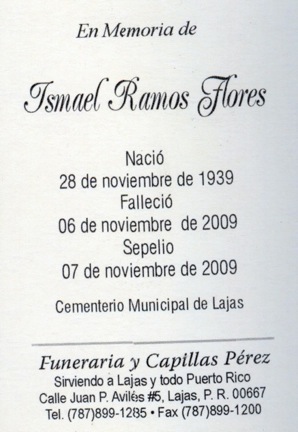 En Memoria de
Ismael Ramos Flores
Nació
28 de noviembre de 1939
Falleció
06 de noviembre de 2009
Sepelio
07 de noviembre de 2009
Cementerio Municipal de Lajas
Funeraria y Capillas Pérez
Sirviendo a Lajas y todo Puerto Rico
Calle Juan P. Avilés #5, Lajas, P. R. 00667
Tel. (787)899-1285 • Fax (787)899-1200